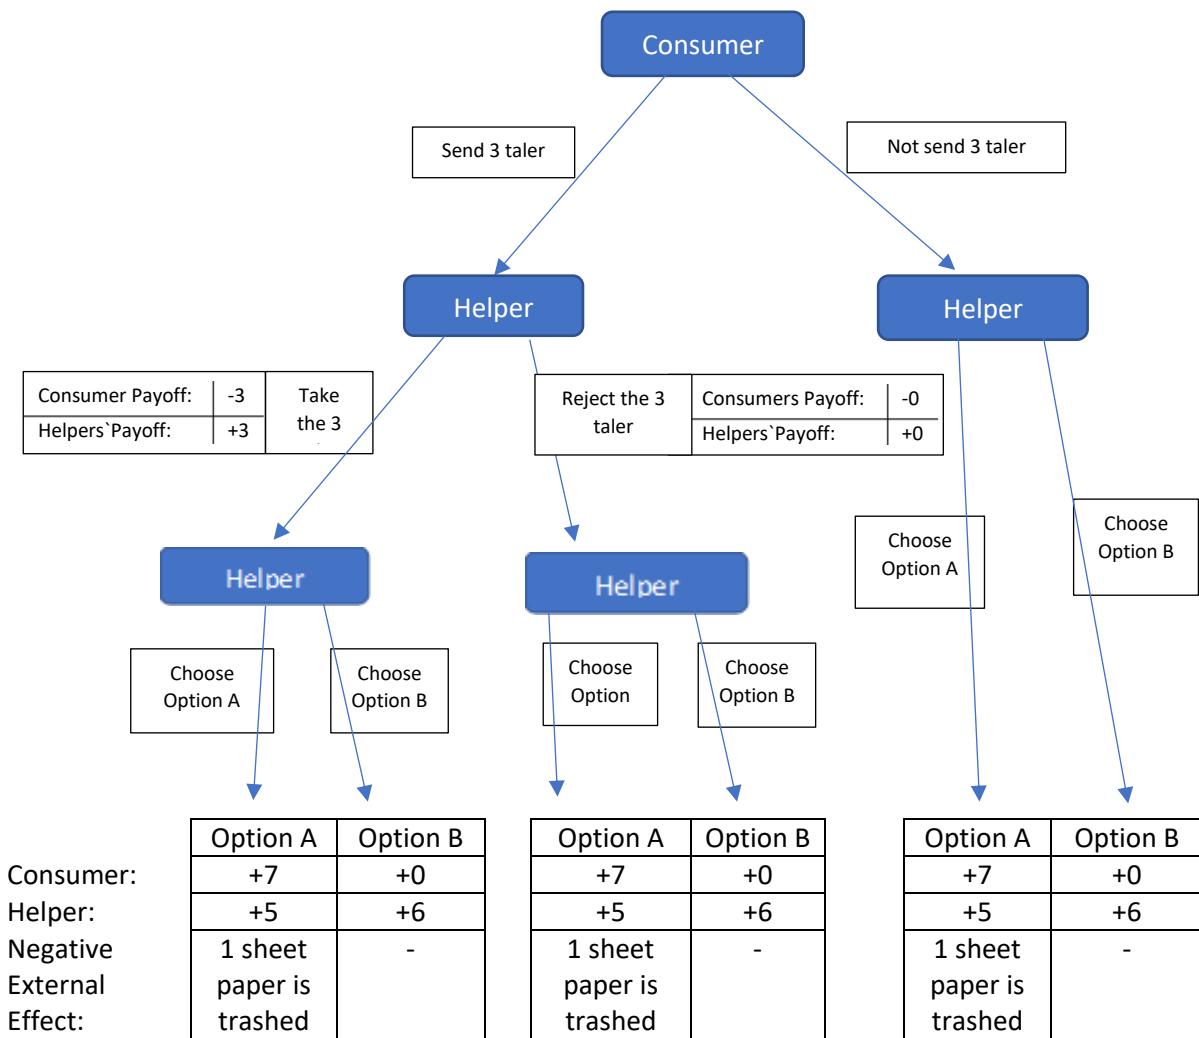 Consumer
Send 3 taler
Not send 3 taler
Helper
Helper
Consumer Payoff: -3
Helpers`Payoff: +3
Take
the 3
Reject the 3
taler
Consumers Payoff: -0
Helpers`Payoff: +0
Choose
Option A
Choose
Option B
Helper
Helper
Choose
Option A
Choose
Option B
Choose
Option
Choose
Option B
Option A Option B Option A Option B Option A Option B
Consumer: +7 +0 +7 +0 +7 +0
Helper: +5 +6 +5 +6 +5 +6
Negative 1 sheet - 1 sheet - 1 sheet -
External paper is paper is paper is
Effect: trashed trashed trashed